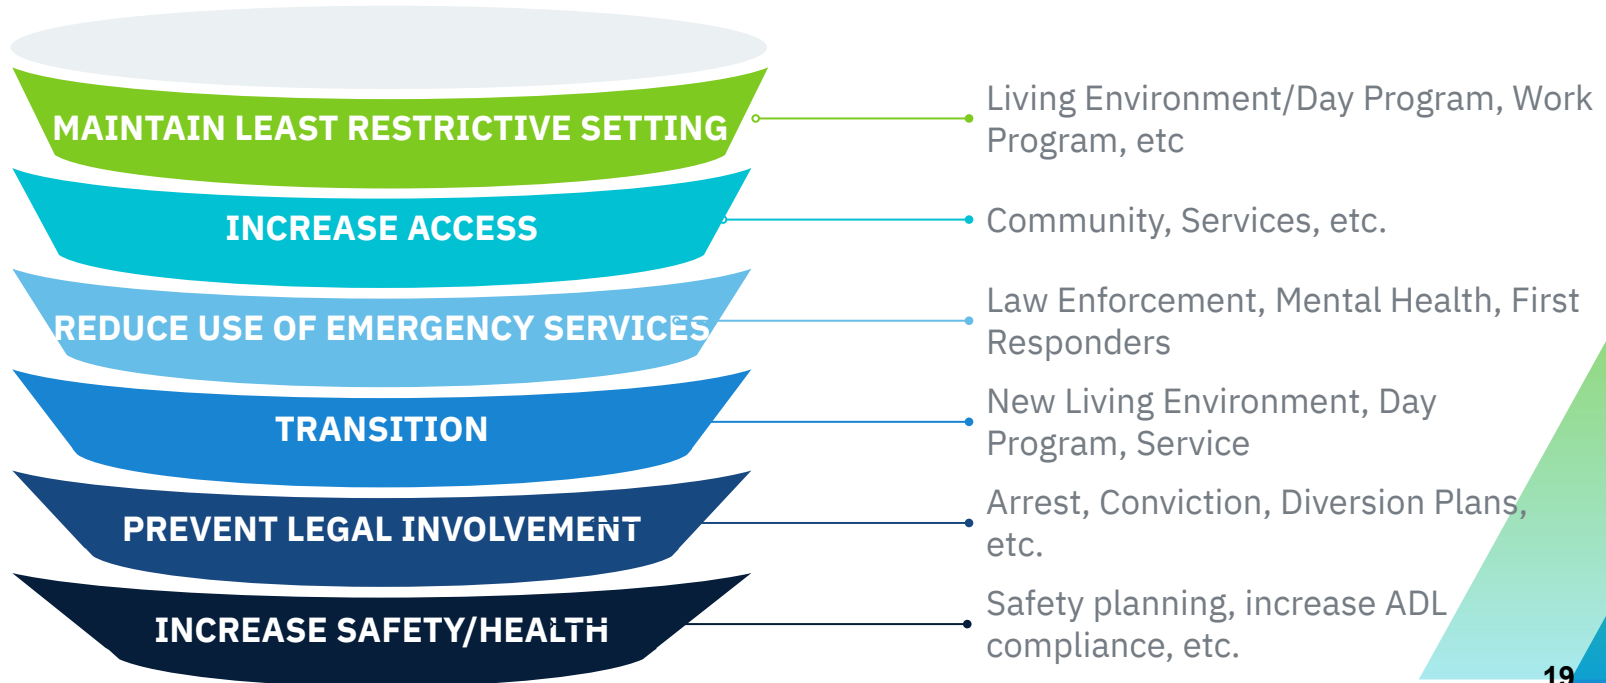 MAINTAIN LEAST RESTRICTIVE SETTING
Living Environment/Day Program, Work
Program, etc
INCREASE ACCESS
Community, Services, etc.
REDUCE USE OF EMERGENCY SERVICES
Law Enforcement, Mental Health, First
Responders
TRANSITION
New Living Environment, Day
Program, Service
PREVENT LEGAL INVOLVEMENT
Arrest, Conviction, Diversion Plans,
etc.
INCREASE SAFETY/HEALTH
Safety planning, increase ADL
compliance, etc.
19